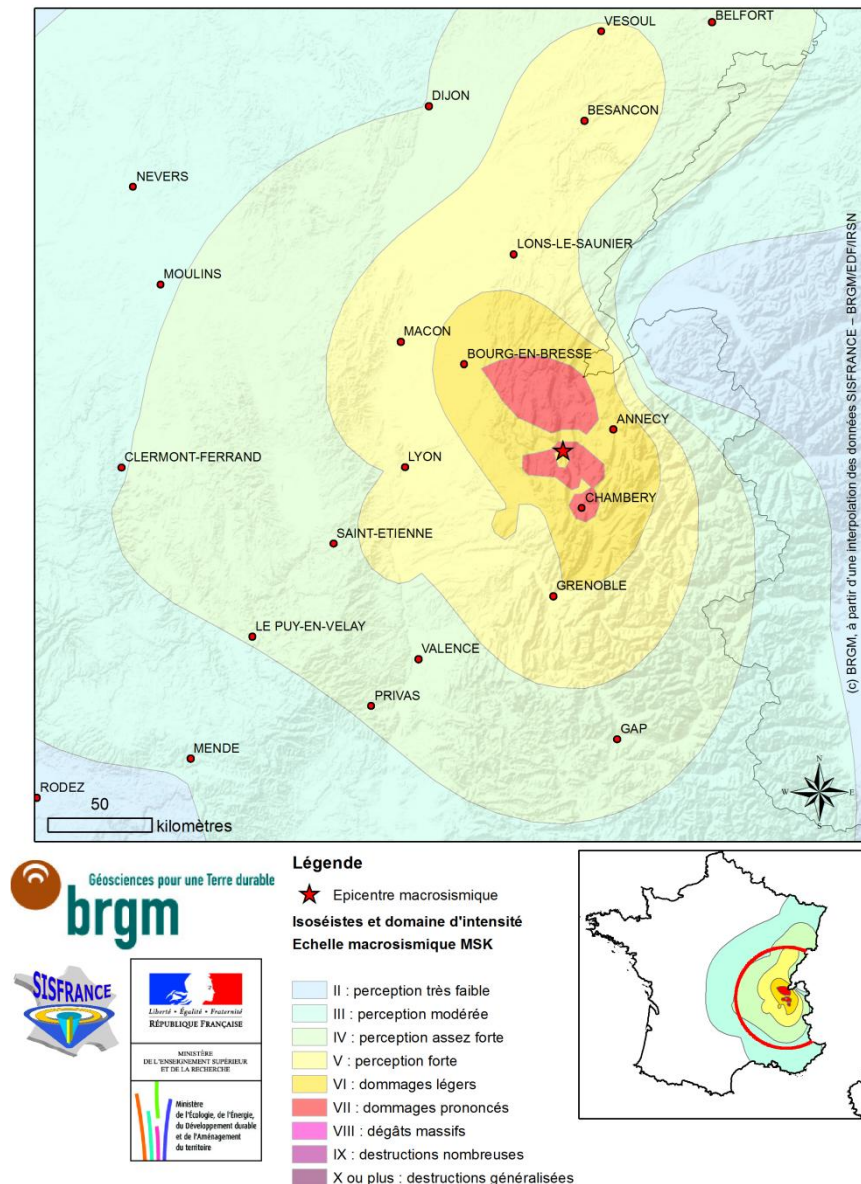 VESOUL
BELFORT
DIJON
BESANCON
NEVERS
LONS-LE-SAUNIER
MOULINS
MACON
BOURG-EN-BRESSE
ANNECY
CLERMONT-FERRAND
LYON
CHAMBERY
SAINT-ETIENNE
GRENOBLE
LE PUY-EN-VELAY
VALENCE
PRIVAS
GAP
MENDE
RODEZ
50
kilomètres
N
W E
S
(c) BRGM, à partir d'une interpolation des données SISFRANCE – BRGM/EDF/IRSN
Géosciences pour une Terre durable
brgm
SISFRANCE
Liberté • Égalité • Fraternité
RÉPUBLIQUE FRANÇAISE
MINISTÈRE
DE L'ENSEIGNEMENT SUPÉRIEUR
ET DE LA RECHERCHE
Ministère
de l'Écologie, de l'Énergie,
du Développement durable
et de l'Aménagement
du territoire
Légende
Epicentre macrosismique
Isoséistes et domaine d'intensité
Echelle macrosismique MSK
II : perception très faible
III : perception modérée
IV : perception assez forte
V : perception forte
VI : dommages légers
VII : dommages prononcés
VIII : dégâts massifs
IX : destructions nombreuses
X ou plus : destructions généralisées